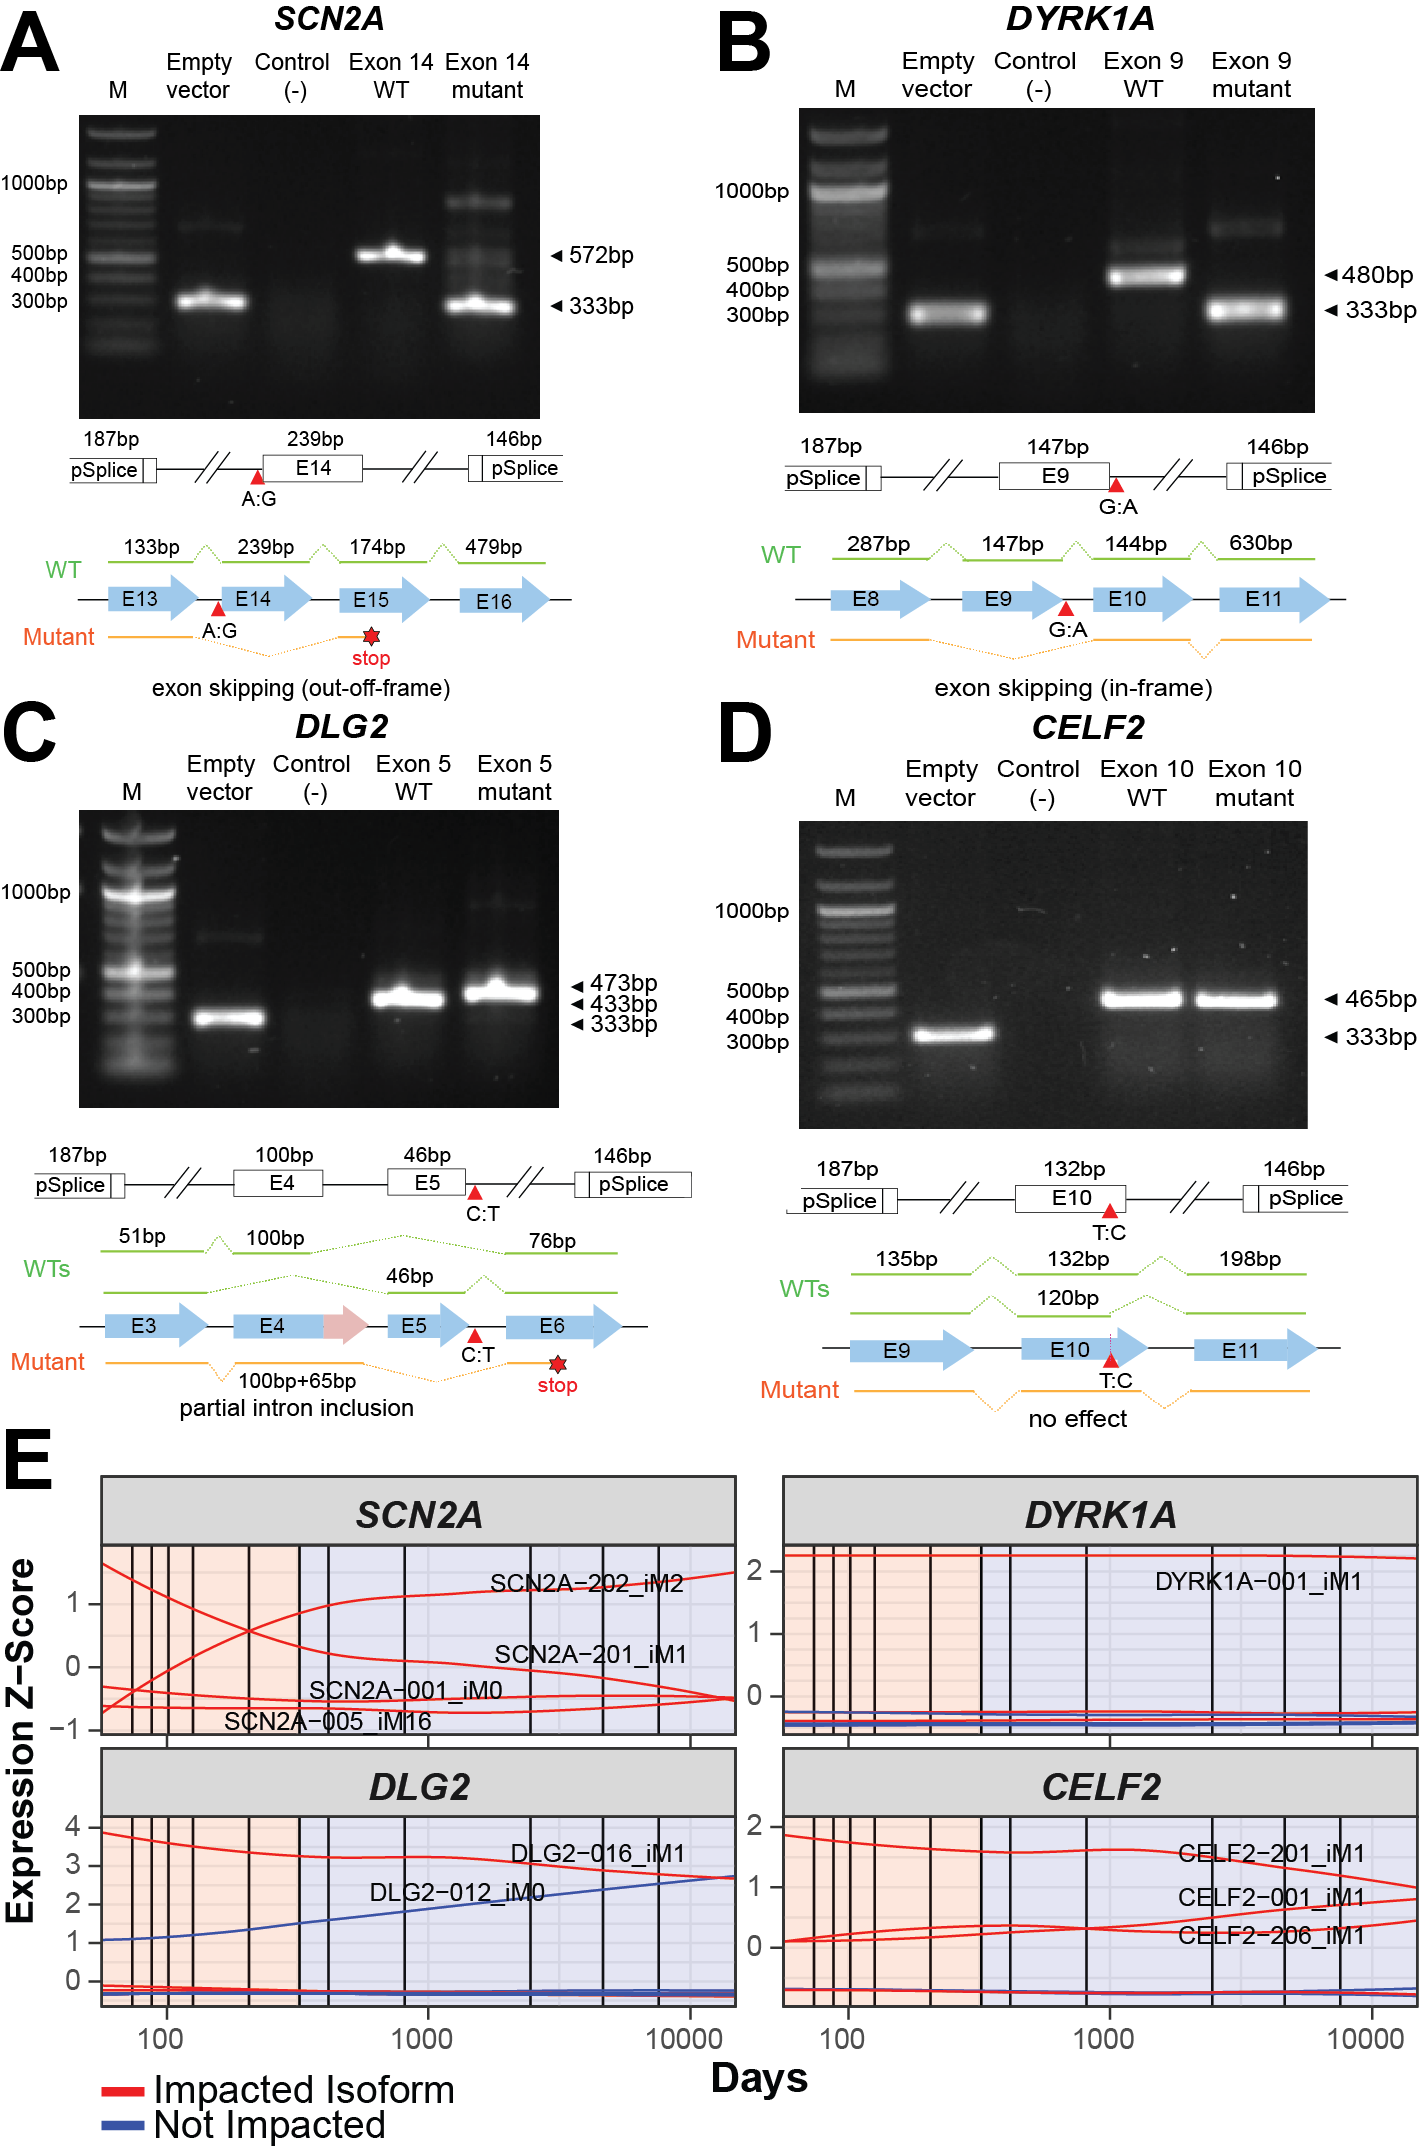 A
SCN2A
M
Empty vector
Control (-)
Exon 14 WT
Exon 14 mutant
1000bp
500bp
400bp
300bp
572bp
333bp
187bp
239bp
146bp
pSplice
E14
pSplice
A:G
WT
133bp
239bp
174bp
479bp
E13
E14
E15
E16
A:G
Mutant
stop
exon skipping (out-off-frame)
B
DYRK1A
M
Empty vector
Control (-)
Exon 9 WT
Exon 9 mutant
1000bp
500bp
400bp
300bp
480bp
333bp
187bp
147bp
146bp
pSplice
E9
pSplice
G:A
WT
287bp
147bp
144bp
630bp
E8
E9
E10
E11
G:A
Mutant
exon skipping (in-frame)
C
DLG2
M
Empty vector
Control (-)
Exon 5 WT
Exon 5 mutant
1000bp
500bp
400bp
300bp
473bp
433bp
333bp
187bp
100bp
46bp
146bp
pSplice
E4
E5
pSplice
C:T
51bp
100bp
76bp
WTs
46bp
E3
E4
E5
E6
C:T
Mutant
100bp+65bp
stop
partial intron inclusion
D
CELF2
M
Empty vector
Control (-)
Exon 10 WT
Exon 10 mutant
1000bp
500bp
400bp
300bp
465bp
333bp
187bp
132bp
146bp
pSplice
E10
pSplice
T:C
135bp
132bp
198bp
WTs
120bp
E9
E10
E11
T:C
Mutant
no effect
E
Expression Z−Score
SCN2A
1
0
−1
SCN2A−202_iM2
SCN2A−201_iM1
SCN2A−001_iM0
SCN2A−005_iM16
DYRK1A
2
1
0
DYRK1A−001_iM1
DLG2
4
3
2
1
0
DLG2−016_iM1
DLG2−012_iM0
100
1000
10000
CELF2
2
1
0
CELF2−201_iM1
CELF2−001_iM1
CELF2−206_iM1
100
1000
10000
Days
Impacted Isoform
Not Impacted